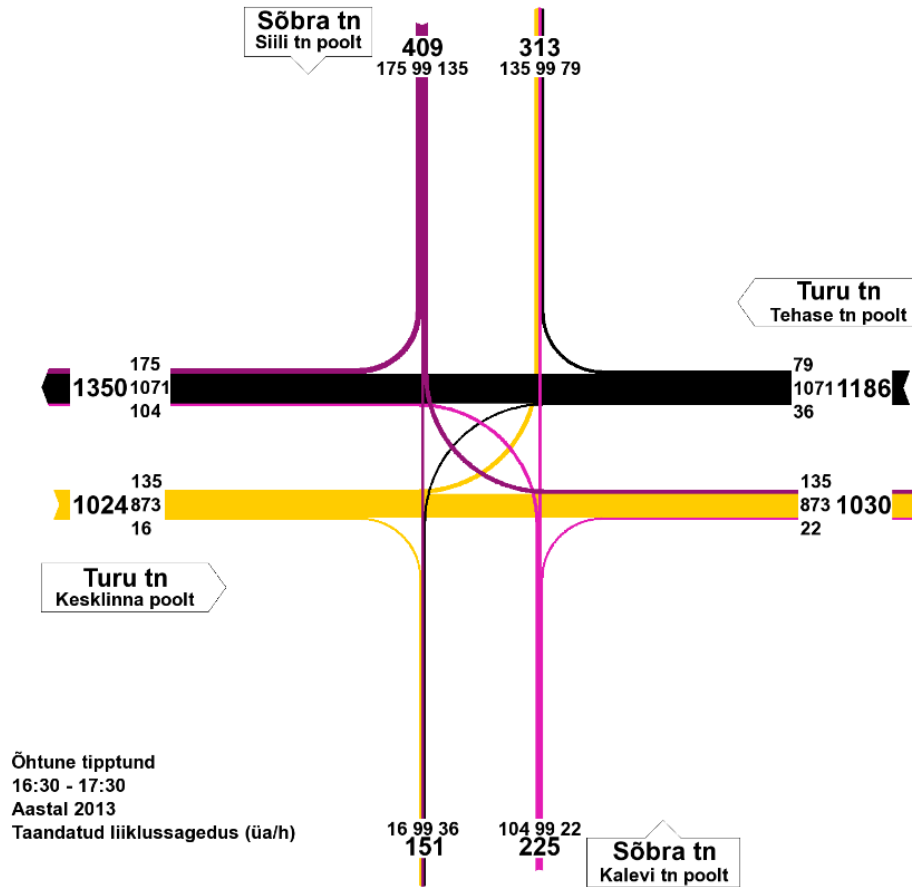 Sõbra tn
Siili tn poolt
409
175 99 135
313
135 99 79
Turu tn
Tehase tn poolt
175
1350 1071
104
79
1071 1186
36
135
1024 873
16
135
873 1030
22
Turu tn
Kesklinna poolt
Õhtune tipptund
16:30 - 17:30
Aastal 2013
Taandatud liiklussagedus (üa/h)
16 99 36
151
104 99 22
225
Sõbra tn
Kalevi tn poolt